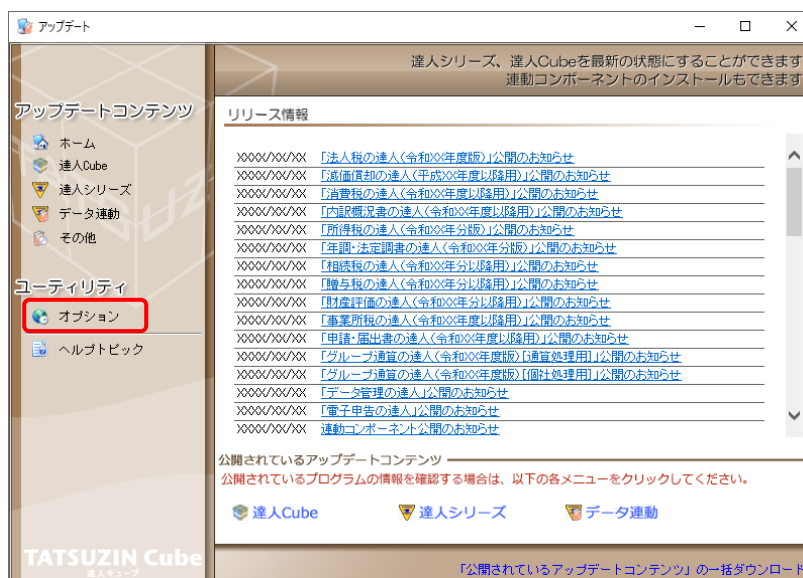 アップデート
達人シリーズ、達人Cubeを最新の状態にすることができます
連動コンポーネントのインストールもできます
アップデートコンテンツ
ホーム
達人Cube
達人シリーズ
データ連動
その他
ユーティリティ
オプション
ヘルプトピック
リリース情報
XXXX/XX/XX 「法人税の達人(令和XX年度版)」公開のお知らせ
XXXX/XX/XX 「減価償却の達人(平成XX年度以降用)」公開のお知らせ
XXXX/XX/XX 「消費税の達人(令和XX年度以降用)」公開のお知らせ
XXXX/XX/XX 「内訳概況書の達人(令和XX年度以降用)」公開のお知らせ
XXXX/XX/XX 「所得税の達人(令和XX年分版)」公開のお知らせ
XXXX/XX/XX 「年調・法定調書の達人(令和XX年分版)」公開のお知らせ
XXXX/XX/XX 「相続税の達人(令和XX年分以降用)」公開のお知らせ
XXXX/XX/XX 「贈与税の達人(令和XX年分以降用)」公開のお知らせ
XXXX/XX/XX 「財産評価の達人(令和XX年分以降用)」公開のお知らせ
XXXX/XX/XX 「事業所税の達人(令和XX年度以降用)」公開のお知らせ
XXXX/XX/XX 「申請・届出書の達人(令和XX年度以降用)」公開のお知らせ
XXXX/XX/XX 「グループ通算の達人(令和XX年度版)[通算処理用]」公開のお知らせ
XXXX/XX/XX 「グループ通算の達人(令和XX年度版)[個社処理用]」公開のお知らせ
XXXX/XX/XX 「データ管理の達人」公開のお知らせ
XXXX/XX/XX 「電子申告の達人」公開のお知らせ
XXXX/XX/XX 連動コンポーネント公開のお知らせ
公開されているアップデートコンテンツ
公開されているプログラムの情報を確認する場合は、以下の各メニューをクリックしてください。
達人Cube 達人シリーズ データ連動
TATSUZIN Cube
達人キューブ
「公開されているアップデートコンテンツ」の一括ダウンロード